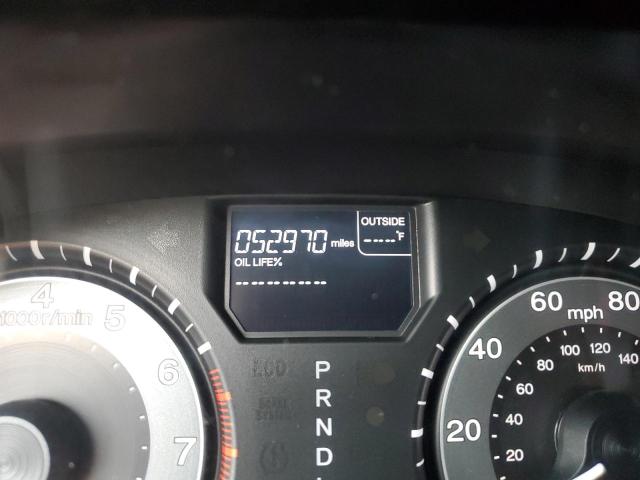 OUTSIDE
-----°F
052970 miles
OIL LIFE%
----------
4
x1000r/min 5
6
7
ECO
P
R
N
D
60 80
mph
40
20
100 120 140
80 km/h
60
40
20